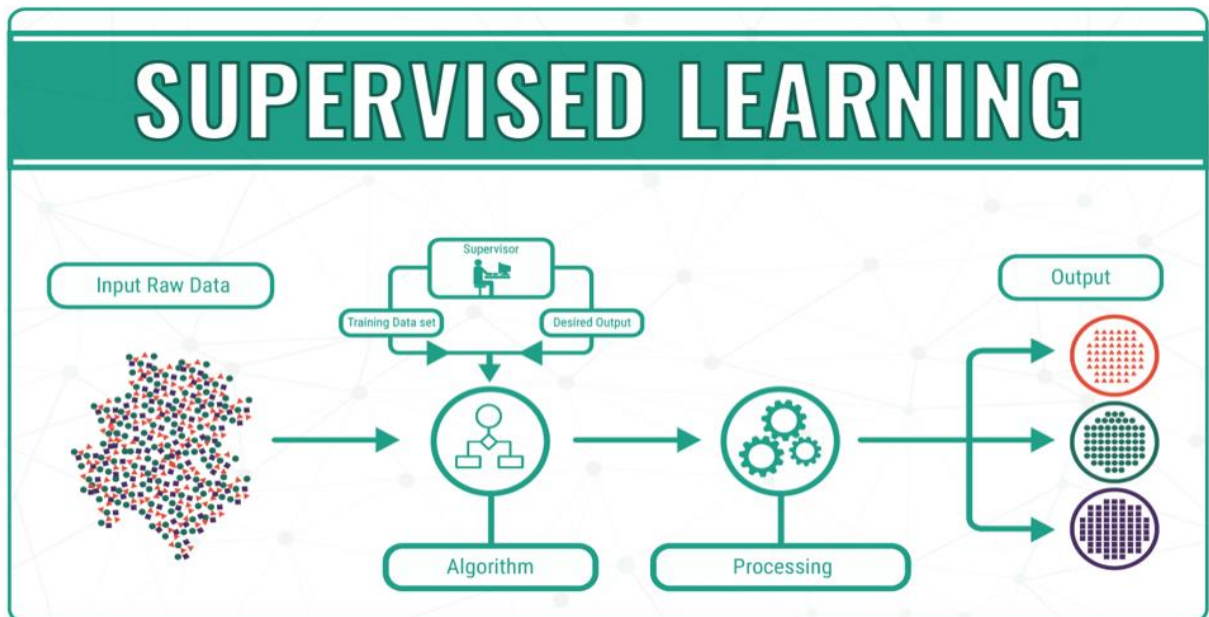 SUPERVISED LEARNING
Input Raw Data
Supervisor
Training Data set
Desired Output
Algorithm
Processing
Output